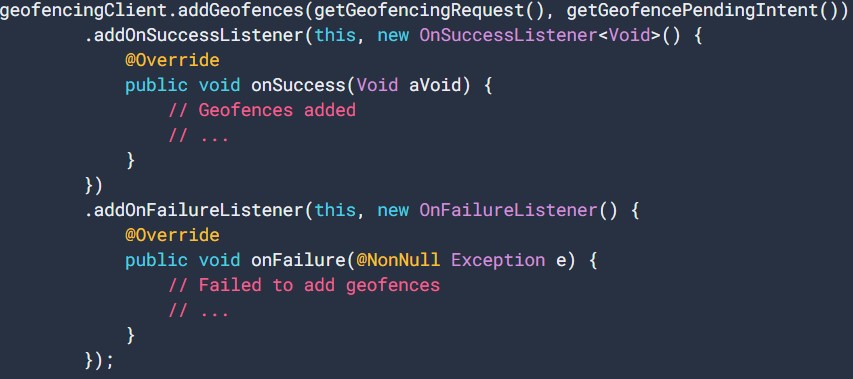 geofencingClient.addGeofences(getGeofencingRequest(), getGeofencePendingIntent())
.addOnSuccessListener(this, new OnSuccessListener<Void>() {
@Override
public void onSuccess(Void aVoid) {
// Geofences added
// ...
}
})
.addOnFailureListener(this, new OnFailureListener() {
@Override
public void onFailure(@NonNull Exception e) {
// Failed to add geofences
// ...
}
});